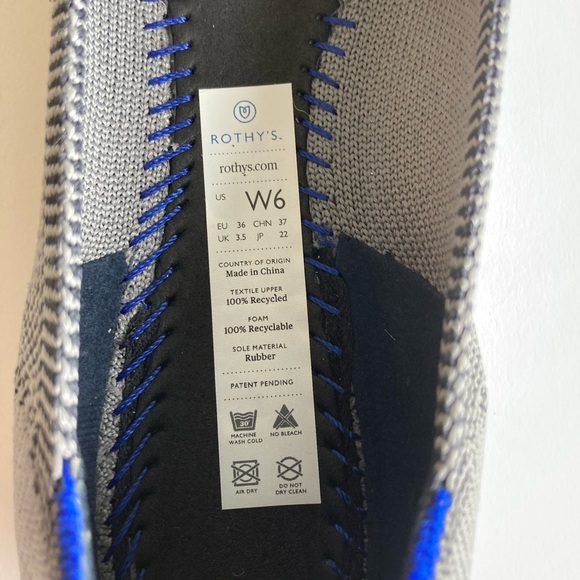 ROTHY'S.
rothys.com
US W6
EU 36 CHN 37
UK 3.5 JP 22
COUNTRY OF ORIGIN
Made in China
TEXTILE UPPER
100% Recycled
FOAM
100% Recyclable
SOLE MATERIAL
Rubber
PATENT PENDING
30°
MACHINE WASH COLD
NO BLEACH
AIR DRY
DO NOT DRY CLEAN